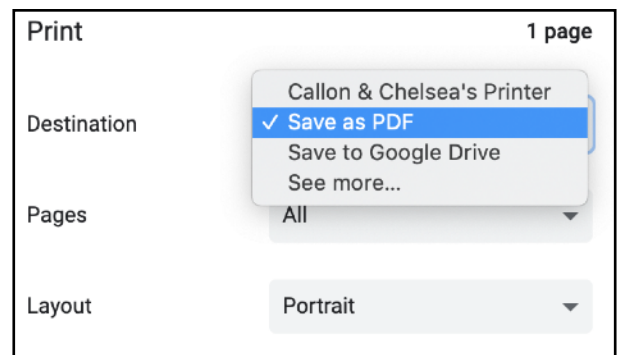 Print 1 page
Callon & Chelsea's Printer
Destination ✓ Save as PDF
Save to Google Drive
See more...
Pages All
Layout Portrait